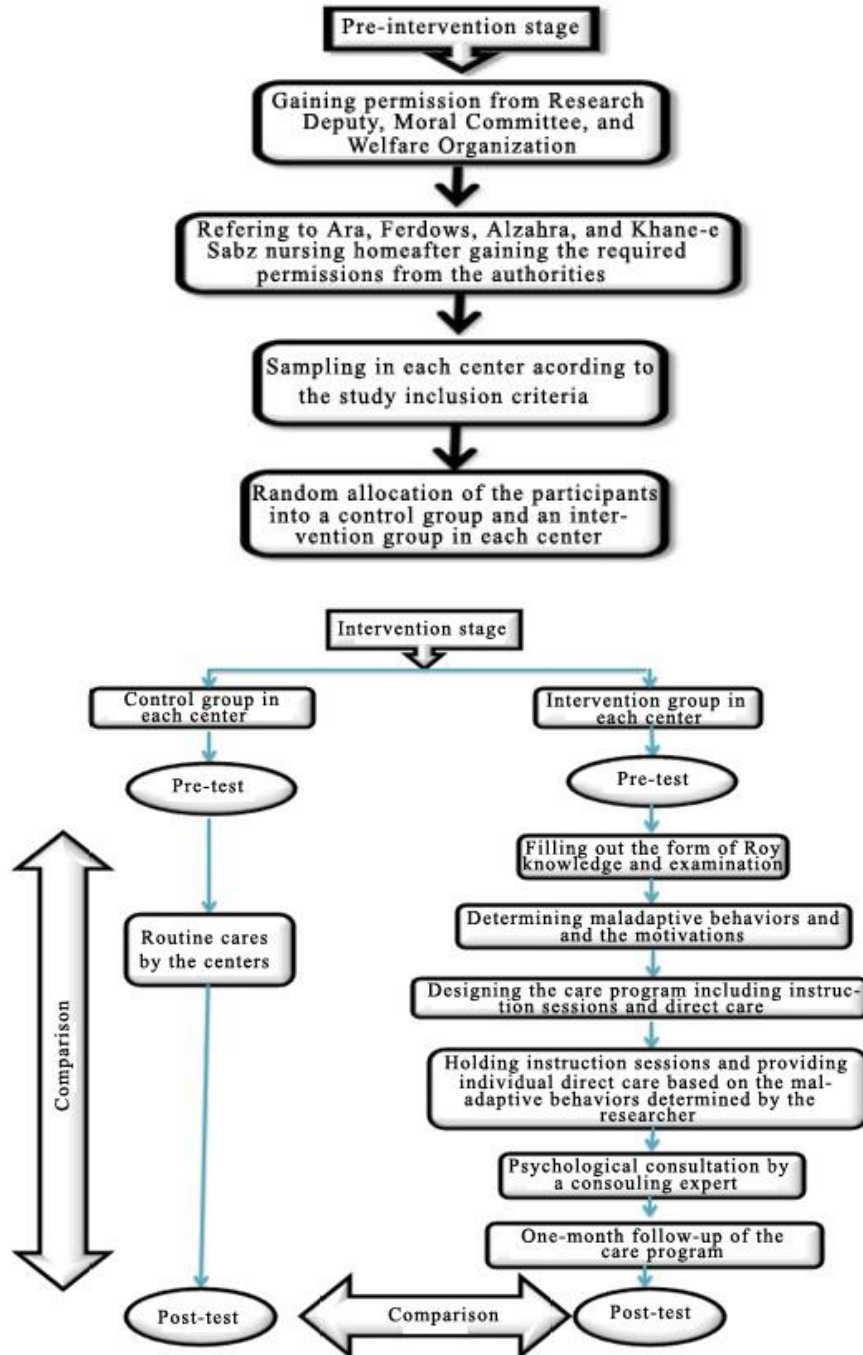 Pre-intervention stage
Gaining permission from Research
Deputy, Moral Committee, and
Welfare Organization
Refering to Ara, Ferdows, Alzahra, and Khane-e
Sabz nursing homeafter gaining the required
permissions from the authorities
Sampling in each center acording to
the study inclusion criteria
Random allocation of the participants
into a control group and an inter-
vention group in each center
Intervention stage
Control group in
each center
Intervention group in
each center
Pre-test
Pre-test
Filling out the form of Roy
knowledge and examination
Determining maladaptive behaviors and
and the motivations
Routine cares
by the centers
Designing the care program including instruc-
tion sessions and direct care
Holding instruction sessions and providing
individual direct care based on the mal-
adaptive behaviors determined by the
researcher
Comparison
Psychological consultation by
a consouling expert
One-month follow-up of the
care program
Post-test
Comparison
Post-test